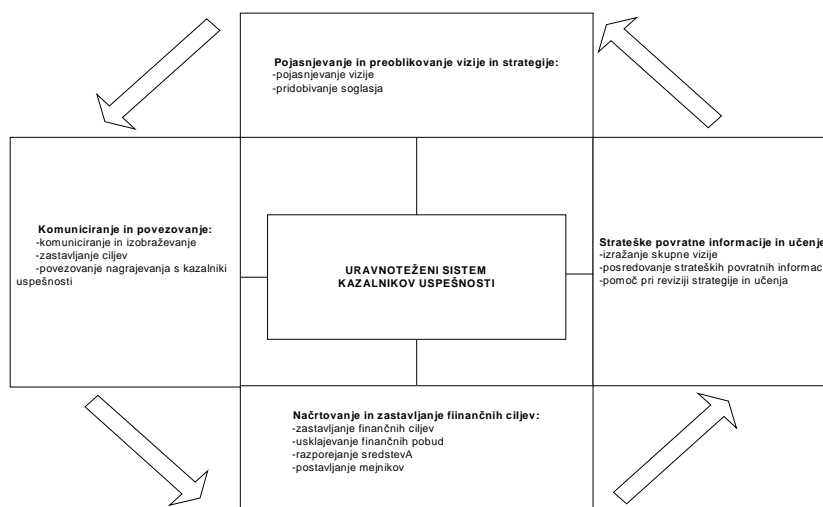 Pojasnjevanje in preoblikovanje vizije in strategije:
-pojasnjevanje vizije
-pridobivanje soglasja
Komuniciranje in povezovanje:
-komuniciranje in izobraževanje
-zastavljanje ciljev
-povezovanje nagrajevanja s kazalniki
uspešnosti
URAVNOTEŽENI SISTEM
KAZALNIKOV USPEŠNOSTI
Strateške povratne informacije in učenje
-izražanje skupne vizije
-posredovanje strateških povratnih informac
-pomoč pri reviziji strategije in učenja
Načrtovanje in zastavljanje fiinančnih ciljev:
-zastavljanje finančnih ciljev
-usklajevanje finančnih pobud
-razporejanje sredstevA
-postavljanje mejnikov